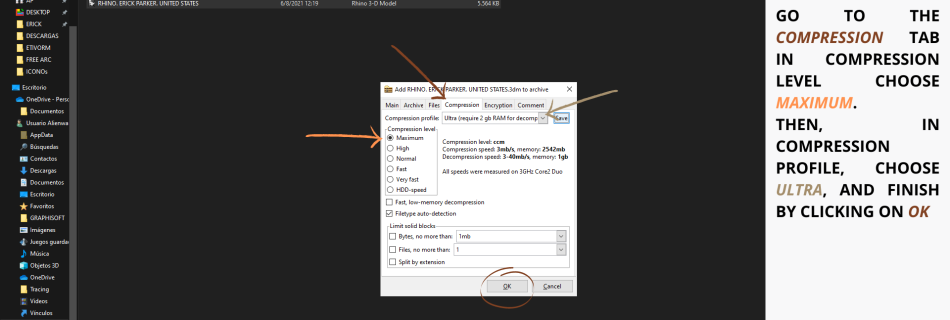 AP
DESKTOP
ERICK
DESCARGAS
ETIVORM
FREE ARC
ICONOs
Escritorio
OneDrive - Perso
Documentos
Usuario Alienwa
AppData
Búsquedas
Contactos
Descargas
Documentos
Escritorio
Favoritos
GRAPHISOFT
Imágenes
Juegos guardad
Música
Objetos 3D
OneDrive
Tracing
Videos
Vínculos
RHINO. ERICK PARKER. UNITED STATES 6/8/2021 12:19 Rhino 3-D Model 5.564 KB
Add RHINO. ERICK PARKER. UNITED STATES.3dm to archive
Main Archive Files Compression Encryption Comment
Compression profile: Ultra (require 2 gb RAM for decomp Save
Compression level
Maximum
High
Normal
Fast
Very fast
HDD-speed
Compression level: ccm
Compression speed: 3mb/s, memory: 2542mb
Decompression speed: 3-40mb/s, memory: 1gb
All speeds were measured on 3GHz Core2 Duo
Fast, low-memory decompression
Filetype auto-detection
Limit solid blocks
Bytes, no more than: 1mb
Files, no more than: 1
Split by extension
OK Cancel
GO TO THE
COMPRESSION TAB
IN COMPRESSION
LEVEL CHOOSE
MAXIMUM.
THEN, IN
COMPRESSION
PROFILE, CHOOSE
ULTRA, AND FINISH
BY CLICKING ON OK